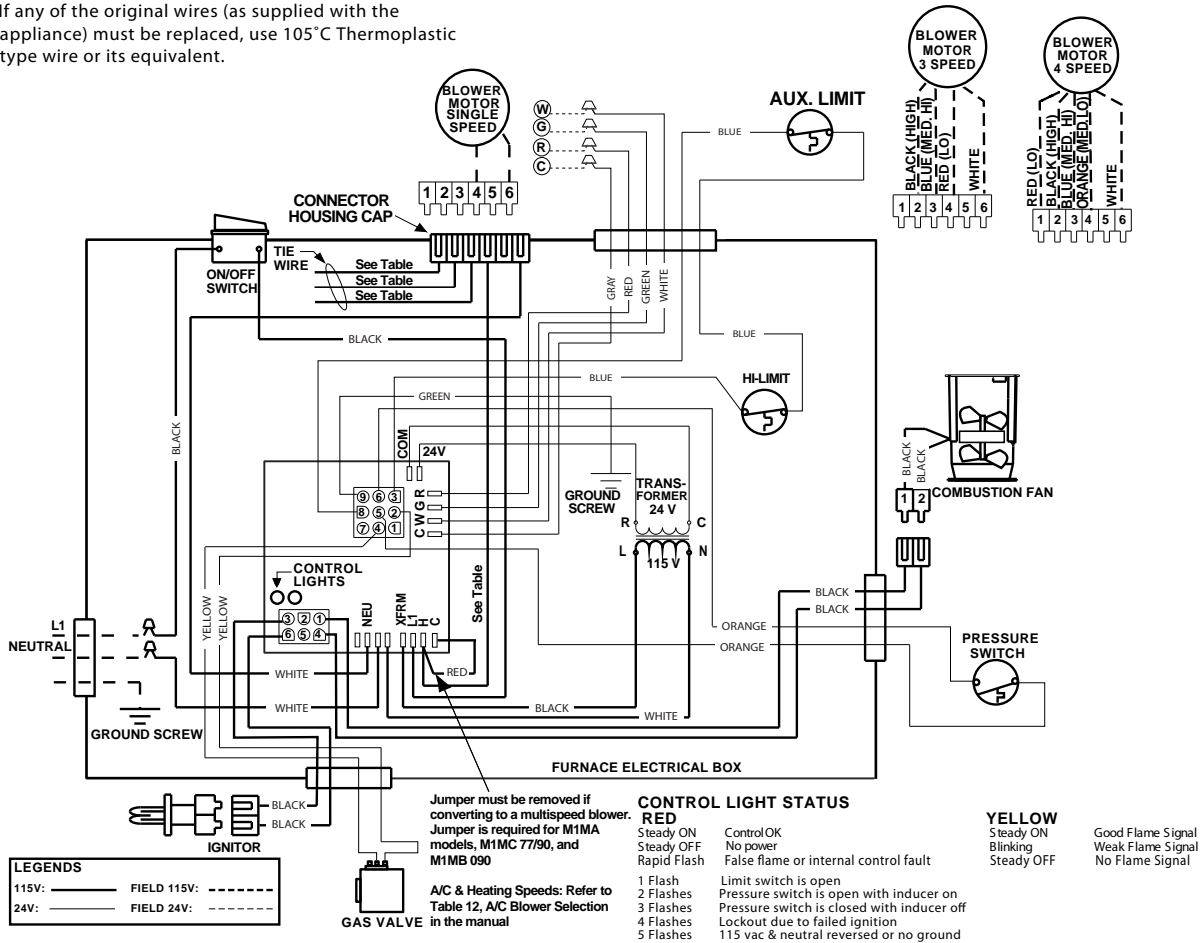 If any of the original wires (as supplied with the
appliance) must be replaced, use 105˚C Thermoplastic
type wire or its equivalent.
BLOWER
MOTOR
SINGLE
SPEED
1 2 3 4 5 6
W
G
R
C
AUX. LIMIT
BLUE
BLOWER
MOTOR
3 SPEED
BLACK (HIGH)
BLUE (MED. HI)
RED (LO)
WHITE
1 2 3 4 5 6
BLOWER
MOTOR
4 SPEED
RED (LO)
BLACK (HIGH)
BLUE (MED. HI)
ORANGE (MED.LO)
WHITE
1 2 3 4 5 6
CONNECTOR
HOUSING CAP
ON/OFF
SWITCH
TIE
WIRE
See Table
See Table
See Table
GRAY
RED
GREEN
WHITE
BLACK
BLACK
BLUE
BLUE
HI-LIMIT
GREEN
COM
24V
9 6 3
8 5 2
7 4 1
C W G R
GROUND
SCREW
TRANS-
FORMER
24 V
R C
L N
115 V
BLACK
BLACK
1 2
COMBUSTION FAN
CONTROL
LIGHTS
YELLOW
YELLOW
3 2 1
6 5 4
NEU
XFRM
L1
H
C
See Table
BLACK
BLACK
ORANGE
ORANGE
PRESSURE
SWITCH
L1
NEUTRAL
GROUND SCREW
WHITE
WHITE
RED
BLACK
WHITE
FURNACE ELECTRICAL BOX
BLACK
BLACK
IGNITOR
GAS VALVE
Jumper must be removed if
converting to a multispeed blower.
Jumper is required for M1MA
models, M1MC 77/90, and
M1MB 090
A/C & Heating Speeds: Refer to
Table 12, A/C Blower Selection
in the manual
LEGENDS
115V: FIELD 115V:
24V: FIELD 24V:
CONTROL LIGHT STATUS
RED
Steady ON Control OK
Steady OFF No power
Rapid Flash False flame or internal control fault
1 Flash Limit switch is open
2 Flashes Pressure switch is open with inducer on
3 Flashes Pressure switch is closed with inducer off
4 Flashes Lockout due to failed ignition
5 Flashes 115 vac & neutral reversed or no ground
YELLOW
Steady ON Good Flame Signal
Blinking Weak Flame Signal
Steady OFF No Flame Signal